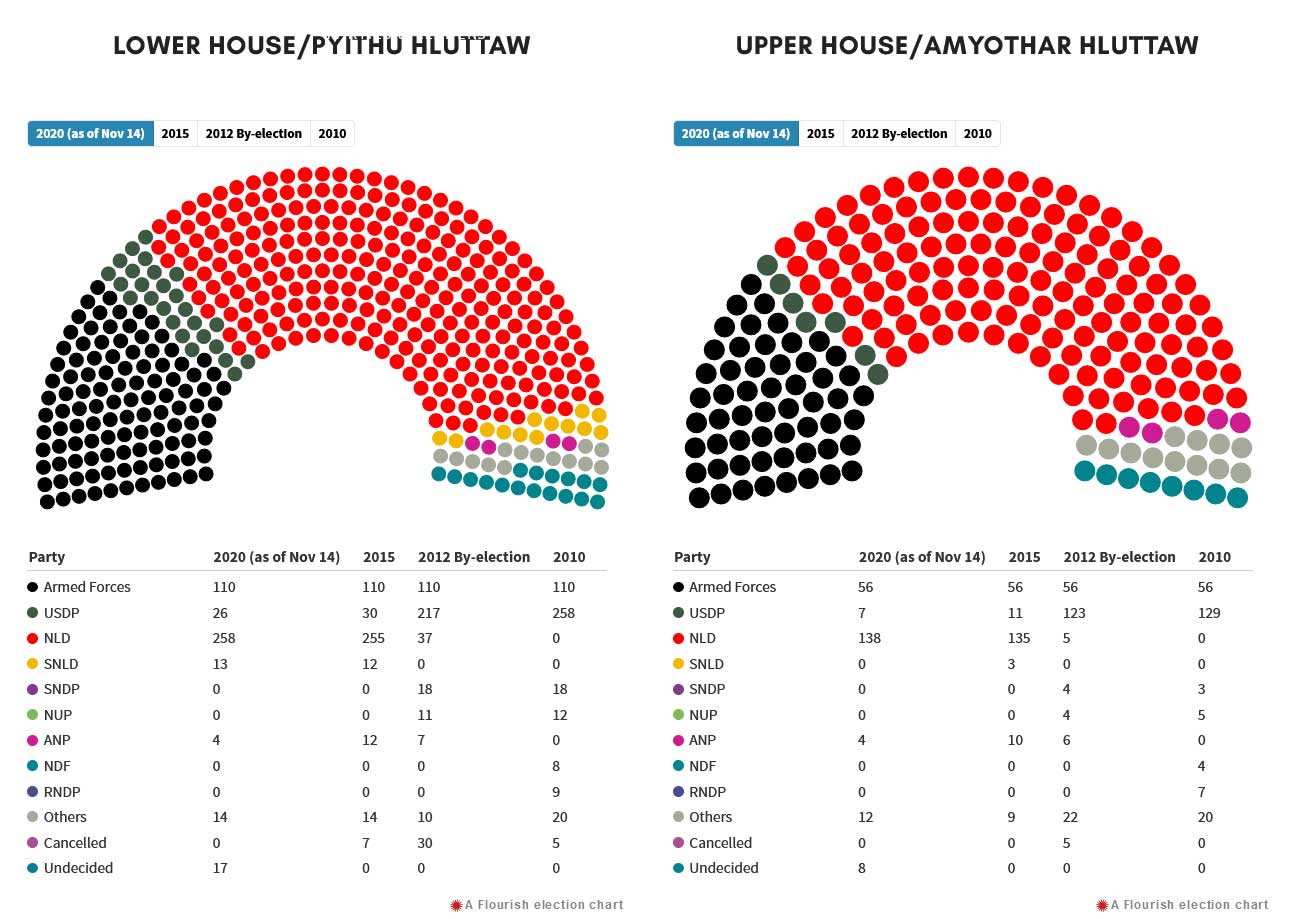 LOWER HOUSE/PYITHU HLUTTAW
2020 (as of Nov 14) 2015 2012 By-election 2010
Party 2020 (as of Nov 14) 2015 2012 By-election 2010
Armed Forces 110 110 110 110
USDP 26 30 217 258
NLD 258 255 37 0
SNLD 13 12 0 0
SNDP 0 0 18 18
NUP 0 0 11 12
ANP 4 12 7 0
NDF 0 0 0 8
RNDP 0 0 0 9
Others 14 14 10 20
Cancelled 0 7 30 5
Undecided 17 0 0 0
A Flourish election chart
UPPER HOUSE/AMYOTHAR HLUTTAW
2020 (as of Nov 14) 2015 2012 By-election 2010
Party 2020 (as of Nov 14) 2015 2012 By-election 2010
Armed Forces 56 56 56 56
USDP 7 11 123 129
NLD 138 135 5 0
SNLD 0 3 0 0
SNDP 0 0 4 3
NUP 0 0 4 5
ANP 4 10 6 0
NDF 0 0 0 4
RNDP 0 0 0 7
Others 12 9 22 20
Cancelled 0 0 5 0
Undecided 8 0 0 0
A Flourish election chart